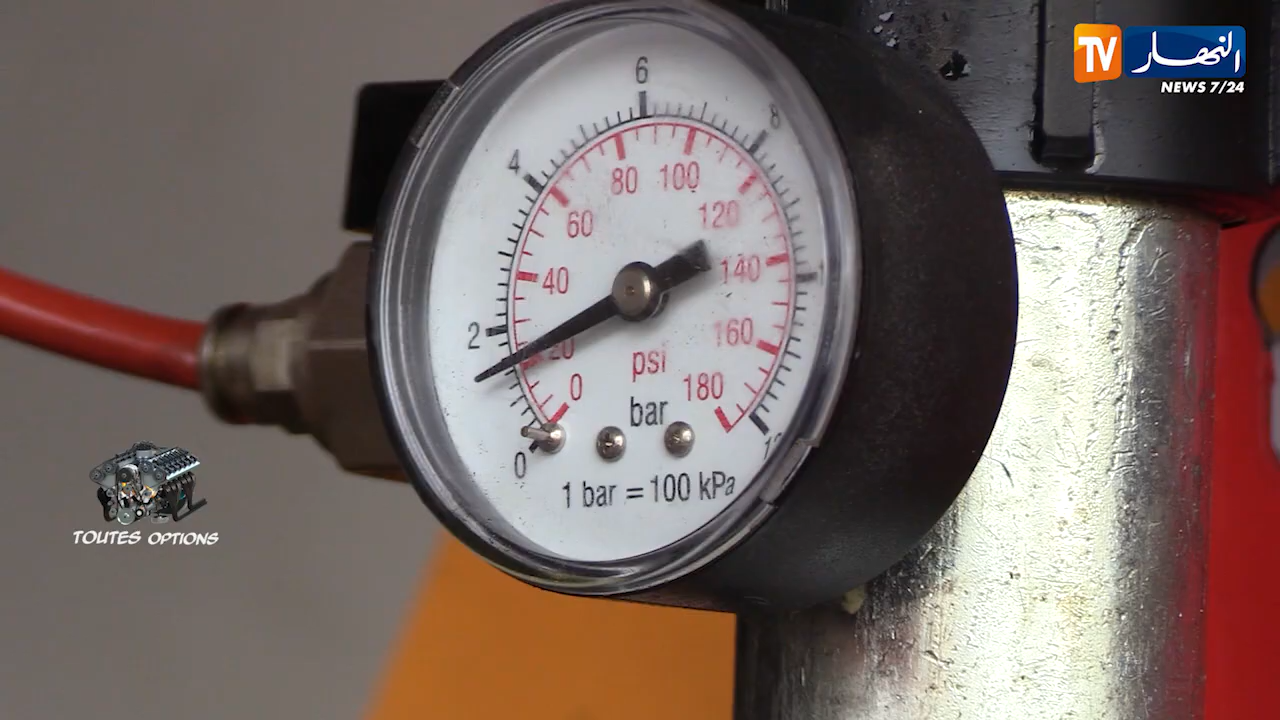 TV النهار
NEWS 7/24
6
4
8
80 100
60
120
40
140
2
20
160
psi
0
180
bar
0
1 bar = 100 kPa
TOUTES OPTIONS